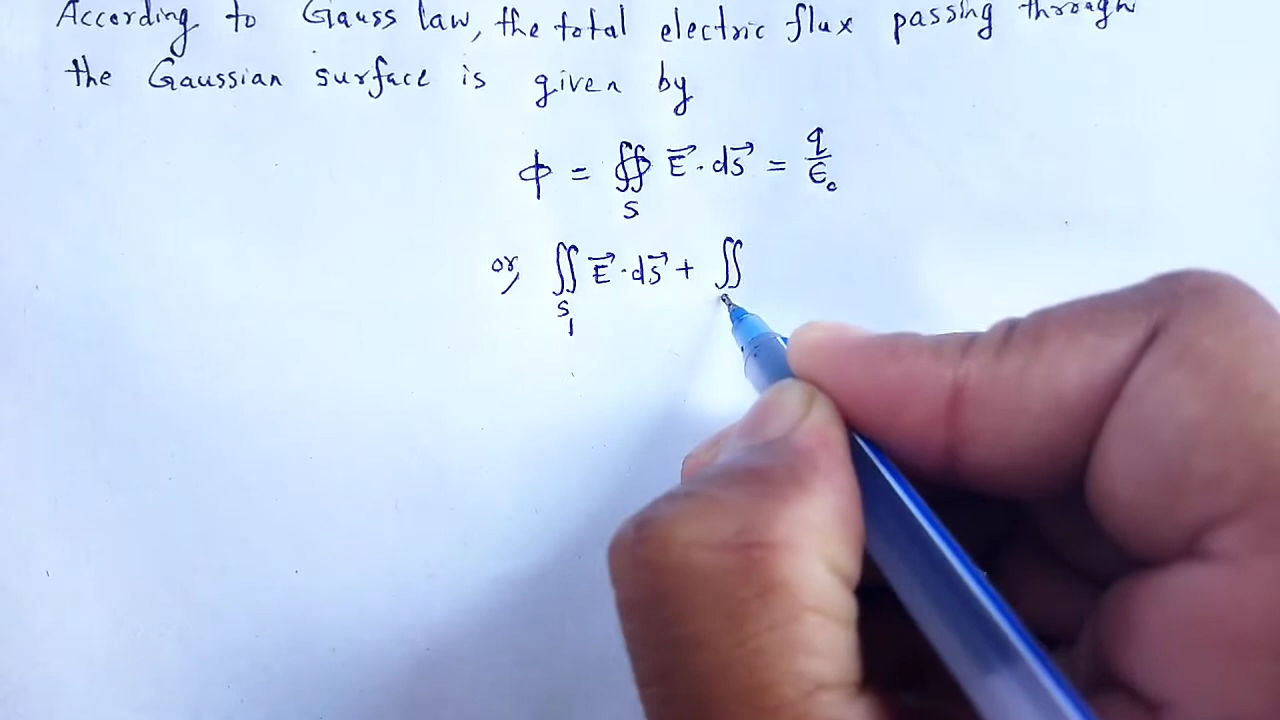 According to Gauss law, the total electric flux passing through
the Gaussian surface is given by
ϕ = ∯_S E⃗ · dS⃗ = q/ϵ₀
or, ∬_S₁ E⃗ · dS⃗ + ∬